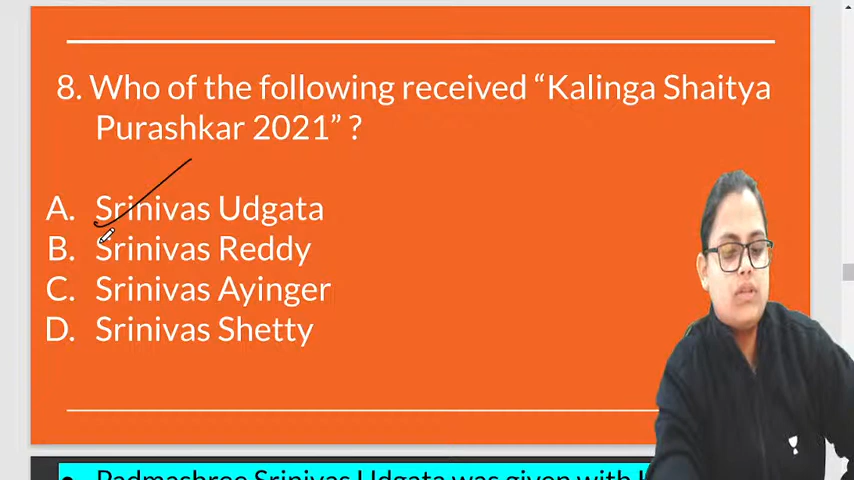 8. Who of the following received “Kalinga Shaitya
Purashkar 2021” ?
A. Srinivas Udgata
B. Srinivas Reddy
C. Srinivas Ayinger
D. Srinivas Shetty
• Padmashree Srinivas Udgata was given with